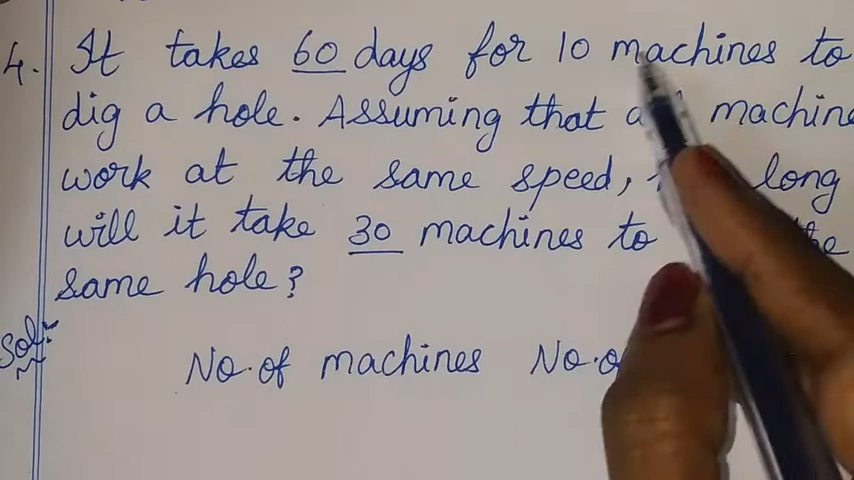 4. It takes 60 days for 10 machines to
dig a hole. Assuming that machine
work at the same speed, long
will it take 30 machines to
same hole?
Sol:
No. of machines No.